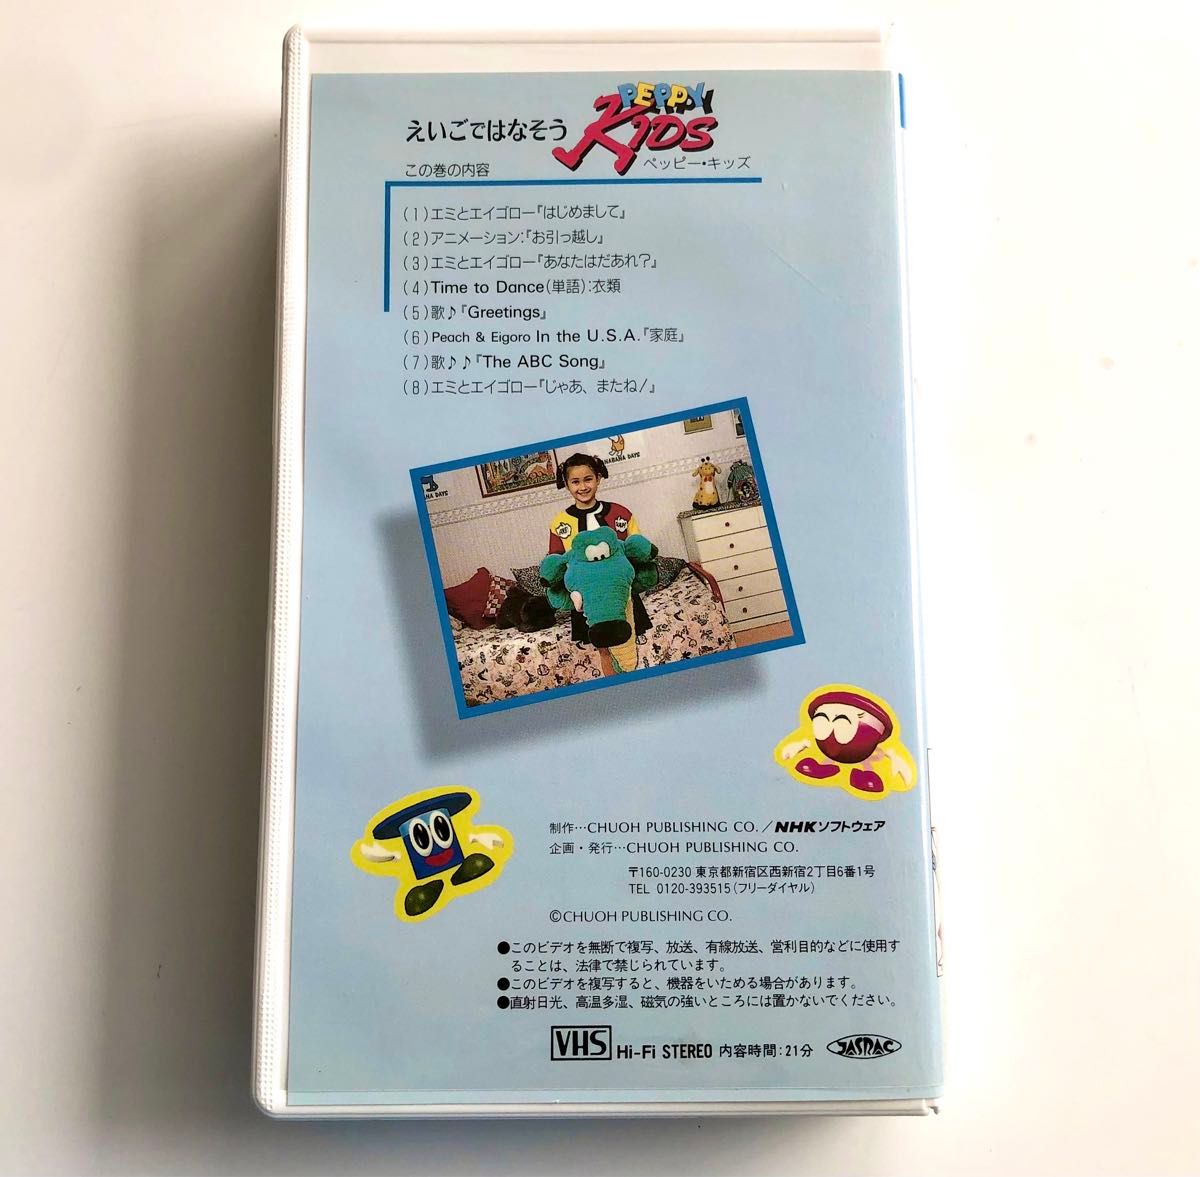 PEPPY
えいごではなそう KIDS
ペッピー・キッズ
この巻の内容
(1)エミとエイゴロー『はじめまして』
(2)アニメーション:『お引っ越し』
(3)エミとエイゴロー『あなたはだあれ?』
(4)Time to Dance(単語):衣類
(5)歌♪『Greetings』
(6)Peach & Eigoro In the U.S.A.『家庭』
(7)歌♪♪『The ABC Song』
(8)エミとエイゴロー『じゃあ、またね!』
BANANA DAYS
NANA DAYS
制作…CHUOH PUBLISHING CO./NHKソフトウェア
企画・発行…CHUOH PUBLISHING CO.
〒160-0230 東京都新宿区西新宿2丁目6番1号
TEL 0120-393515(フリーダイヤル)
©CHUOH PUBLISHING CO.
●このビデオを無断で複写、放送、有線放送、営利目的などに使用す
ることは、法律で禁じられています。
●このビデオを複写すると、機器をいためる場合があります。
●直射日光、高温多湿、磁気の強いところには置かないでください。
VHS Hi-Fi STEREO 内容時間:21分 JASRAC